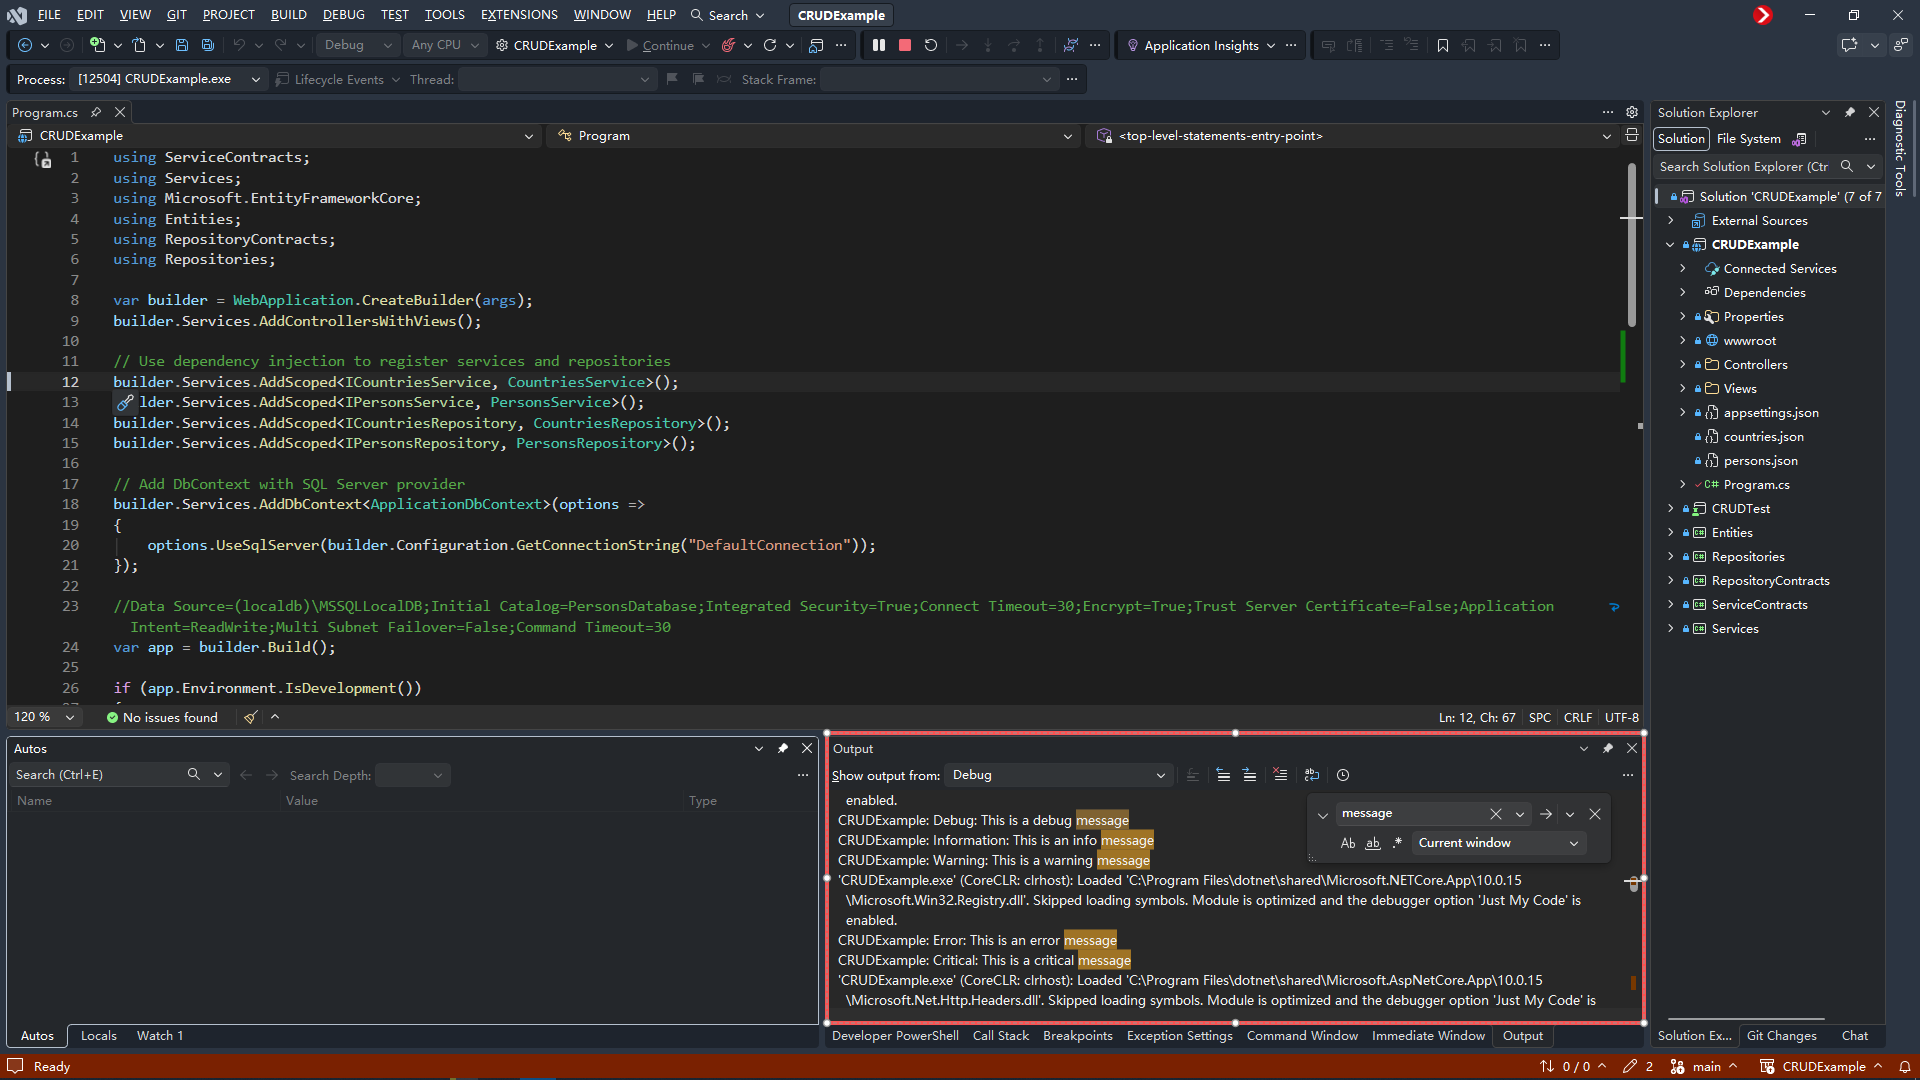 FILE EDIT VIEW GIT PROJECT BUILD DEBUG TEST TOOLS EXTENSIONS WINDOW HELP Search CRUDExample
Debug Any CPU CRUDExample Continue Application Insights
Process: [12504] CRUDExample.exe Lifecycle Events Thread: Stack Frame:
Program.cs
CRUDExample Program <top-level-statements-entry-point>
1 using ServiceContracts;
2 using Services;
3 using Microsoft.EntityFrameworkCore;
4 using Entities;
5 using RepositoryContracts;
6 using Repositories;
7
8 var builder = WebApplication.CreateBuilder(args);
9 builder.Services.AddControllersWithViews();
10
11 // Use dependency injection to register services and repositories
12 builder.Services.AddScoped<ICountriesService, CountriesService>();
13 lder.Services.AddScoped<IPersonsService, PersonsService>();
14 builder.Services.AddScoped<ICountriesRepository, CountriesRepository>();
15 builder.Services.AddScoped<IPersonsRepository, PersonsRepository>();
16
17 // Add DbContext with SQL Server provider
18 builder.Services.AddDbContext<ApplicationDbContext>(options =>
19 {
20 options.UseSqlServer(builder.Configuration.GetConnectionString("DefaultConnection"));
21 });
22
23 //Data Source=(localdb)\MSSQLLocalDB;Initial Catalog=PersonsDatabase;Integrated Security=True;Connect Timeout=30;Encrypt=True;Trust Server Certificate=False;Application
Intent=ReadWrite;Multi Subnet Failover=False;Command Timeout=30
24 var app = builder.Build();
25
26 if (app.Environment.IsDevelopment())
120 % No issues found Ln: 12, Ch: 67 SPC CRLF UTF-8
Autos
Search (Ctrl+E) Search Depth:
Name Value Type
Autos Locals Watch 1
Output
Show output from: Debug
enabled.
CRUDExample: Debug: This is a debug message
CRUDExample: Information: This is an info message
CRUDExample: Warning: This is a warning message
'CRUDExample.exe' (CoreCLR: clrhost): Loaded 'C:\Program Files\dotnet\shared\Microsoft.NETCore.App\10.0.15
\Microsoft.Win32.Registry.dll'. Skipped loading symbols. Module is optimized and the debugger option 'Just My Code' is
enabled.
CRUDExample: Error: This is an error message
CRUDExample: Critical: This is a critical message
'CRUDExample.exe' (CoreCLR: clrhost): Loaded 'C:\Program Files\dotnet\shared\Microsoft.AspNetCore.App\10.0.15
\Microsoft.Net.Http.Headers.dll'. Skipped loading symbols. Module is optimized and the debugger option 'Just My Code' is
message
Ab ab .* Current window
Developer PowerShell Call Stack Breakpoints Exception Settings Command Window Immediate Window Output
Solution Explorer
Solution File System
Search Solution Explorer (Ctr
Solution 'CRUDExample' (7 of 7
External Sources
CRUDExample
Connected Services
Dependencies
Properties
wwwroot
Controllers
Views
appsettings.json
countries.json
persons.json
C# Program.cs
CRUDTest
C# Entities
C# Repositories
C# RepositoryContracts
C# ServiceContracts
C# Services
Solution Ex... Git Changes Chat
Diagnostic Tools
Ready 0 / 0 2 main CRUDExample